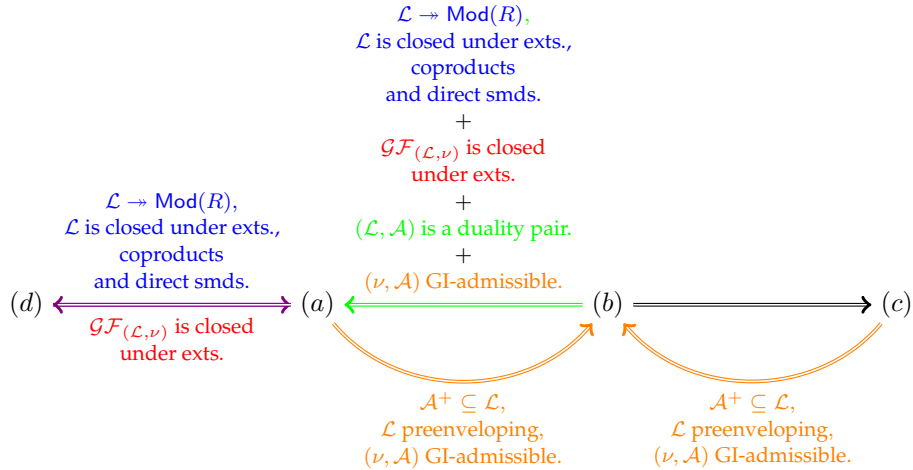 ℒ ↠ Mod(R),
ℒ is closed under exts.,
coproducts
and direct smds.
+
𝒢ℱ_(ℒ,ν) is closed
under exts.
+
(ℒ, 𝒜) is a duality pair.
+
(ν, 𝒜) GI-admissible.
ℒ ↠ Mod(R),
ℒ is closed under exts.,
coproducts
and direct smds.
(d)
(a)
(b)
(c)
𝒢ℱ_(ℒ,ν) is closed
under exts.
𝒜⁺ ⊆ ℒ,
ℒ preenveloping,
(ν, 𝒜) GI-admissible.
𝒜⁺ ⊆ ℒ,
ℒ preenveloping,
(ν, 𝒜) GI-admissible.